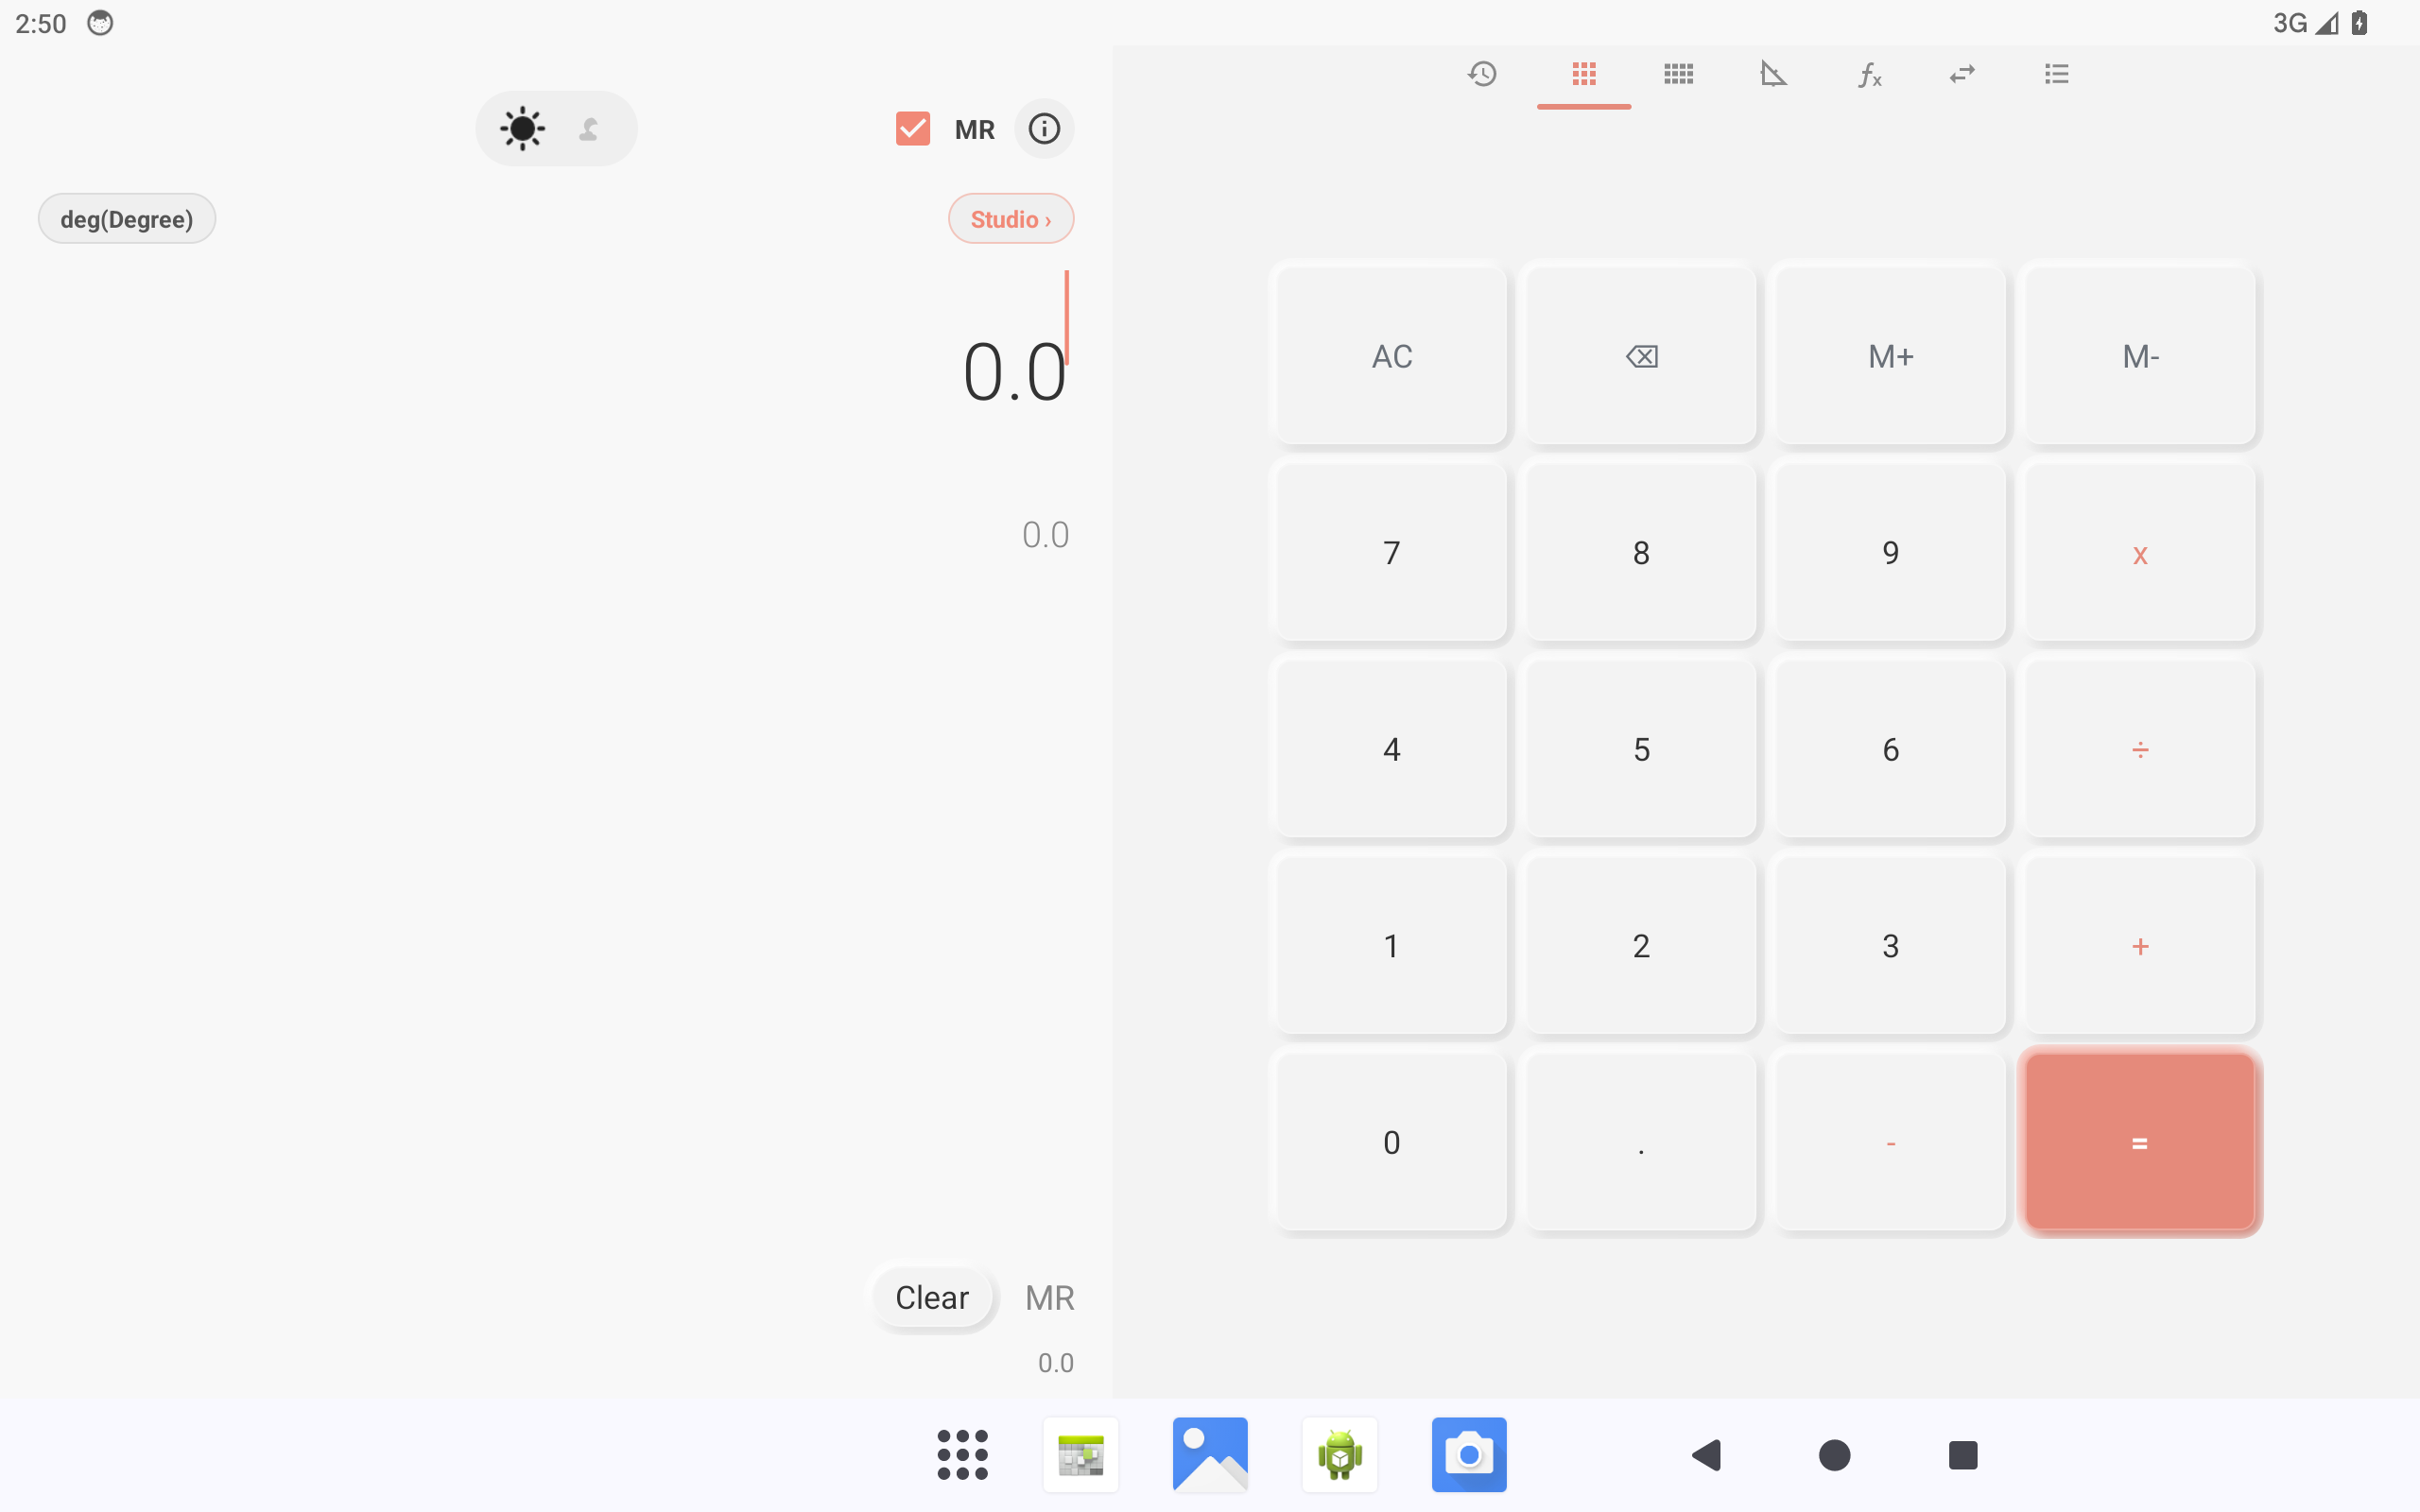 2:50
3G
MR
deg(Degree)
Studio ›
0.0
0.0
Clear MR
0.0
fx
AC M+ M-
7 8 9 x
4 5 6 ÷
1 2 3 +
0 . - =